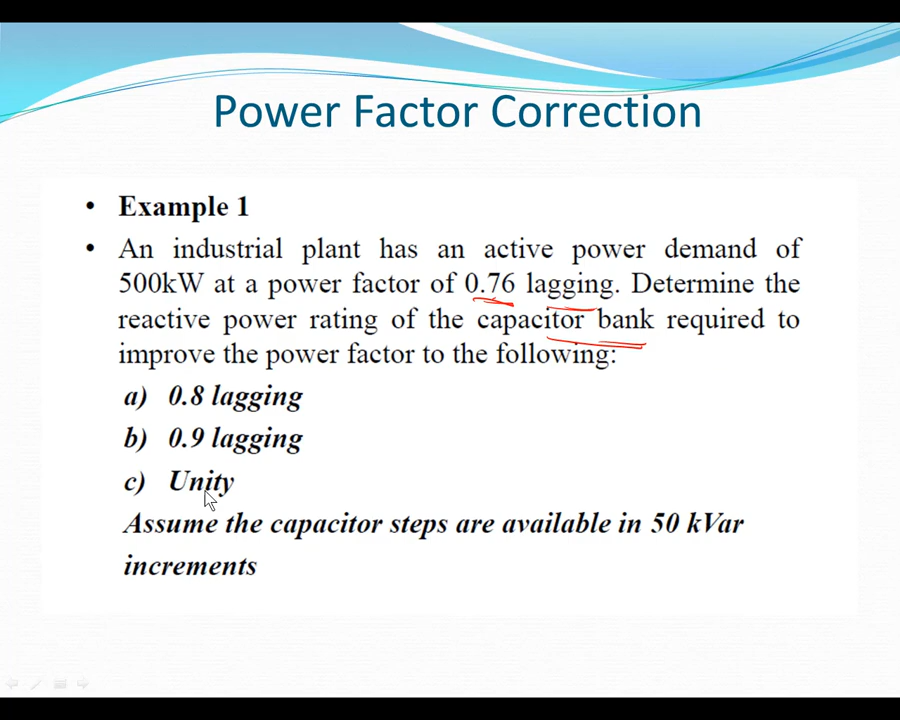 Power Factor Correction
• Example 1
• An industrial plant has an active power demand of
500kW at a power factor of 0.76 lagging. Determine the
reactive power rating of the capacitor bank required to
improve the power factor to the following:
a) 0.8 lagging
b) 0.9 lagging
c) Unity
Assume the capacitor steps are available in 50 kVar
increments